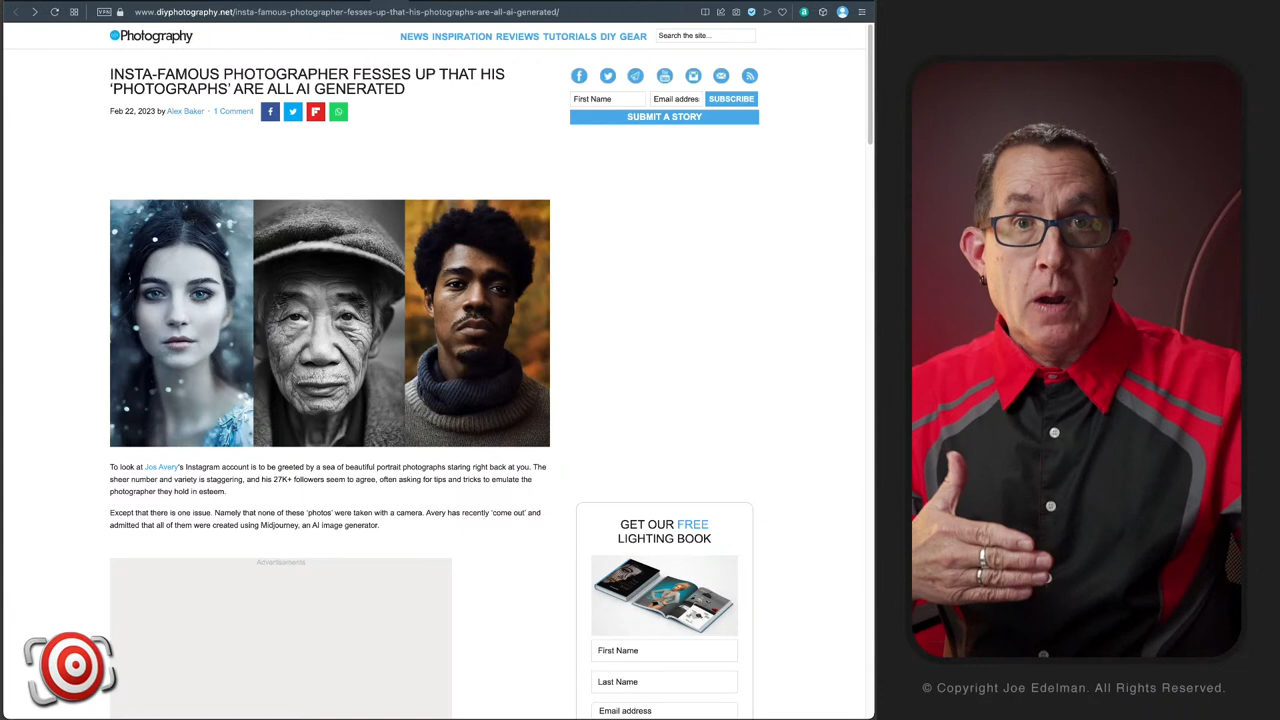 VPN
www.diyphotography.net/insta-famous-photographer-fesses-up-that-his-photographs-are-all-ai-generated/
Photography
NEWS INSPIRATION REVIEWS TUTORIALS DIY GEAR
Search the site...
INSTA-FAMOUS PHOTOGRAPHER FESSES UP THAT HIS
‘PHOTOGRAPHS’ ARE ALL AI GENERATED
Feb 22, 2023 by Alex Baker · 1 Comment
First Name
Email addres
SUBSCRIBE
SUBMIT A STORY
To look at Jos Avery's Instagram account is to be greeted by a sea of beautiful portrait photographs staring right back at you. The
sheer number and variety is staggering, and his 27K+ followers seem to agree, often asking for tips and tricks to emulate the
photographer they hold in esteem.
Except that there is one issue. Namely that none of these ‘photos’ were taken with a camera. Avery has recently ‘come out’ and
admitted that all of them were created using Midjourney, an AI image generator.
Advertisements
GET OUR FREE
LIGHTING BOOK
First Name
Last Name
Email address
© Copyright Joe Edelman. All Rights Reserved.